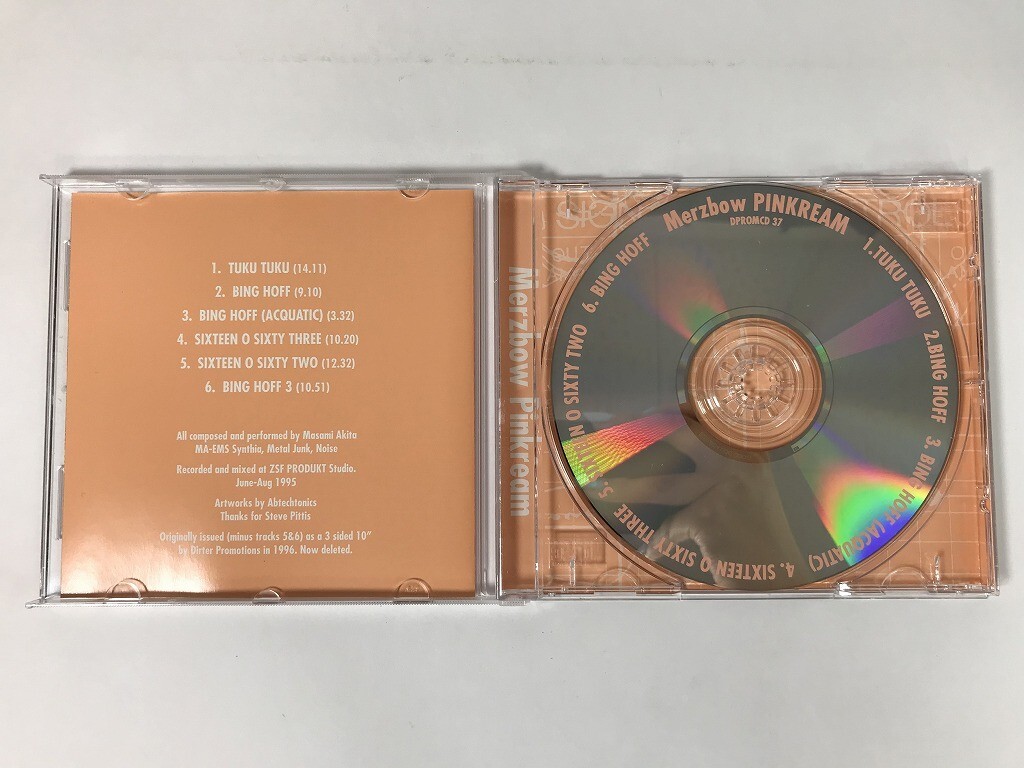 1. TUKU TUKU (14.11)
2. BING HOFF (9.10)
3. BING HOFF (ACQUATIC) (3.32)
4. SIXTEEN O SIXTY THREE (10.20)
5. SIXTEEN O SIXTY TWO (12.32)
6. BING HOFF 3 (10.51)
All composed and performed by Masami Akita
MA-EMS Synthia, Metal Junk, Noise
Recorded and mixed at ZSF PRODUKT Studio.
June-Aug 1995
Artworks by Abtechtonics
Thanks for Steve Pittis
Originally issued (minus tracks 5&6) as a 3 sided 10"
by Dirter Promotions in 1996. Now deleted.
Merzbow Pinkream
Merzbow PINKREAM
DPROMCD 37
1.TUKU TUKU
2.BING HOFF
3. BING HOFF (ACQUATIC)
4. SIXTEEN O SIXTY THREE
5. SIXTEEN O SIXTY TWO
6. BING HOFF